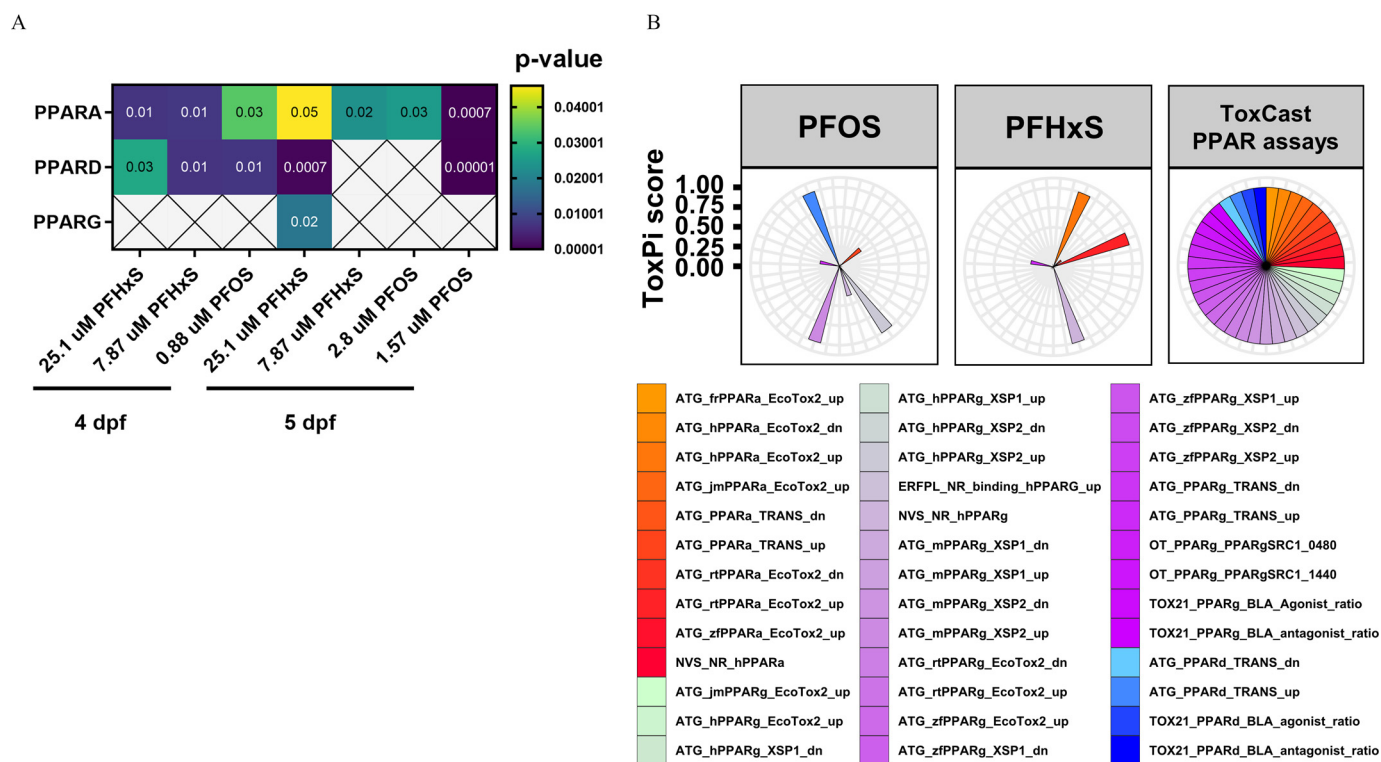 A
B
p-value
PPARA
PPARD
PPARG
0.01 0.01 0.03 0.05 0.02 0.03 0.0007
0.03 0.01 0.01 0.0007 0.00001
0.02
0.04001
0.03001
0.02001
0.01001
0.00001
25.1 uM PFHxS
7.87 uM PFHxS
0.88 uM PFOS
25.1 uM PFHxS
7.87 uM PFHxS
2.8 uM PFOS
1.57 uM PFOS
4 dpf
5 dpf
PFOS
PFHxS
ToxCast
PPAR assays
ToxPi score
1.00
0.75
0.50
0.25
0.00
ATG_frPPARa_EcoTox2_up
ATG_hPPARa_EcoTox2_dn
ATG_hPPARa_EcoTox2_up
ATG_jmPPARa_EcoTox2_up
ATG_PPARa_TRANS_dn
ATG_PPARa_TRANS_up
ATG_rtPPARa_EcoTox2_dn
ATG_rtPPARa_EcoTox2_up
ATG_zfPPARa_EcoTox2_up
NVS_NR_hPPARa
ATG_jmPPARg_EcoTox2_up
ATG_hPPARg_EcoTox2_up
ATG_hPPARg_XSP1_dn
ATG_hPPARg_XSP1_up
ATG_hPPARg_XSP2_dn
ATG_hPPARg_XSP2_up
ERFPL_NR_binding_hPPARG_up
NVS_NR_hPPARg
ATG_mPPARg_XSP1_dn
ATG_mPPARg_XSP1_up
ATG_mPPARg_XSP2_dn
ATG_mPPARg_XSP2_up
ATG_rtPPARg_EcoTox2_dn
ATG_rtPPARg_EcoTox2_up
ATG_zfPPARg_EcoTox2_up
ATG_zfPPARg_XSP1_dn
ATG_zfPPARg_XSP1_up
ATG_zfPPARg_XSP2_dn
ATG_zfPPARg_XSP2_up
ATG_PPARg_TRANS_dn
ATG_PPARg_TRANS_up
OT_PPARg_PPARgSRC1_0480
OT_PPARg_PPARgSRC1_1440
TOX21_PPARg_BLA_Agonist_ratio
TOX21_PPARg_BLA_antagonist_ratio
ATG_PPARd_TRANS_dn
ATG_PPARd_TRANS_up
TOX21_PPARd_BLA_agonist_ratio
TOX21_PPARd_BLA_antagonist_ratio